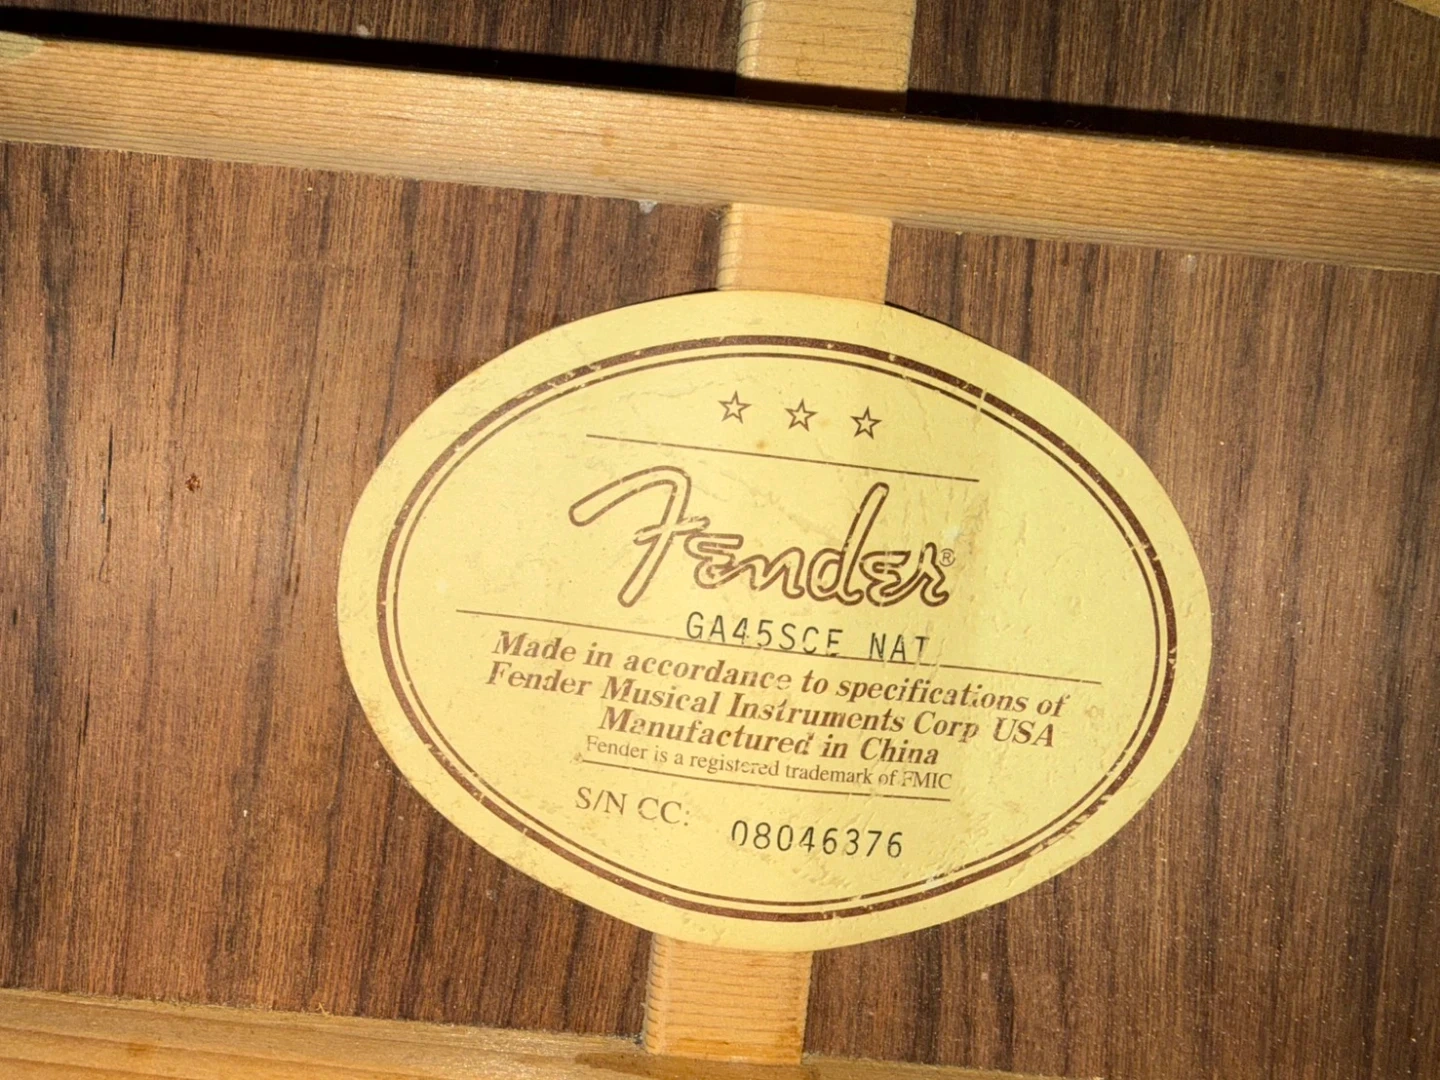 Fender®
GA45SCE NAT
Made in accordance to specifications of
Fender Musical Instruments Corp USA
Manufactured in China
Fender is a registered trademark of FMIC
S/N CC: 08046376